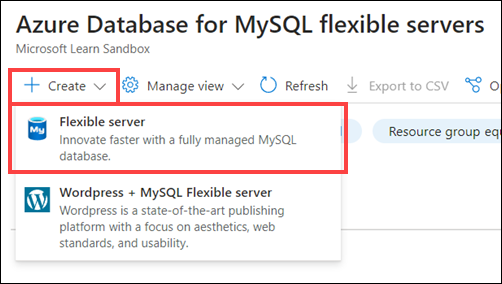 Azure Database for MySQL flexible servers
Microsoft Learn Sandbox
Create Manage view Refresh Export to CSV
Flexible server
Innovate faster with a fully managed MySQL
database.
Resource group
Wordpress + MySQL Flexible server
Wordpress is a state-of-the-art publishing
platform with a focus on aesthetics, web
standards, and usability.
My